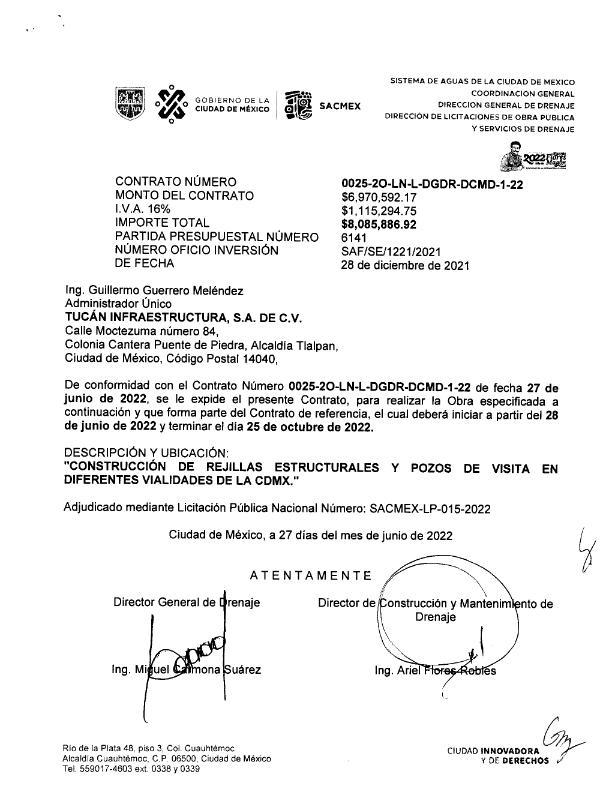 GOBIERNO DE LA
CIUDAD DE MÉXICO
SACMEX
SISTEMA DE AGUAS DE LA CIUDAD DE MEXICO
COORDINACION GENERAL
DIRECCION GENERAL DE DRENAJE
DIRECCION DE LICITACIONES DE OBRA PUBLICA
Y SERVICIOS DE DRENAJE
2022
CONTRATO NÚMERO 0025-2O-LN-L-DGDR-DCMD-1-22
MONTO DEL CONTRATO $6,970,592.17
I.V.A. 16% $1,115,294.75
IMPORTE TOTAL $8,085,886.92
PARTIDA PRESUPUESTAL NÚMERO 6141
NÚMERO OFICIO INVERSIÓN SAF/SE/1221/2021
DE FECHA 28 de diciembre de 2021
Ing. Guillermo Guerrero Meléndez
Administrador Único
TUCÁN INFRAESTRUCTURA, S.A. DE C.V.
Calle Moctezuma número 84,
Colonia Cantera Puente de Piedra, Alcaldía Tlalpan,
Ciudad de México, Código Postal 14040,
De conformidad con el Contrato Número 0025-2O-LN-L-DGDR-DCMD-1-22 de fecha 27 de
junio de 2022, se le expide el presente Contrato, para realizar la Obra especificada a
continuación y que forma parte del Contrato de referencia, el cual deberá iniciar a partir del 28
de junio de 2022 y terminar el día 25 de octubre de 2022.
DESCRIPCIÓN Y UBICACIÓN:
"CONSTRUCCIÓN DE REJILLAS ESTRUCTURALES Y POZOS DE VISITA EN
DIFERENTES VIALIDADES DE LA CDMX."
Adjudicado mediante Licitación Pública Nacional Número: SACMEX-LP-015-2022
Ciudad de México, a 27 días del mes de junio de 2022
A T E N T A M E N T E
Director General de Drenaje
Director de Construcción y Mantenimiento de
Drenaje
Ing. Miguel Carmona Suárez
Ing. Ariel Flores Robles
Río de la Plata 48, piso 3, Col. Cuauhtémoc
Alcaldía Cuauhtémoc, C.P. 06500, Ciudad de México
Tel. 559017-4603 ext. 0338 y 0339
CIUDAD INNOVADORA
Y DE DERECHOS